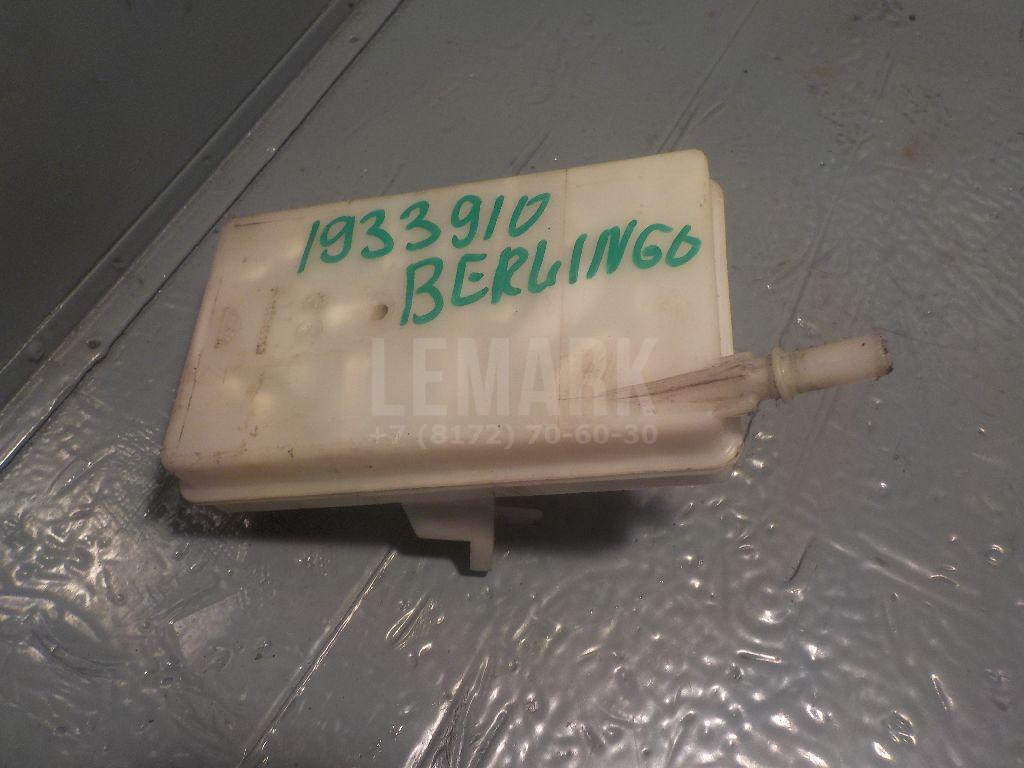 1933910
BERLINGO
LEMARK
+7 (8172) 70-60-30